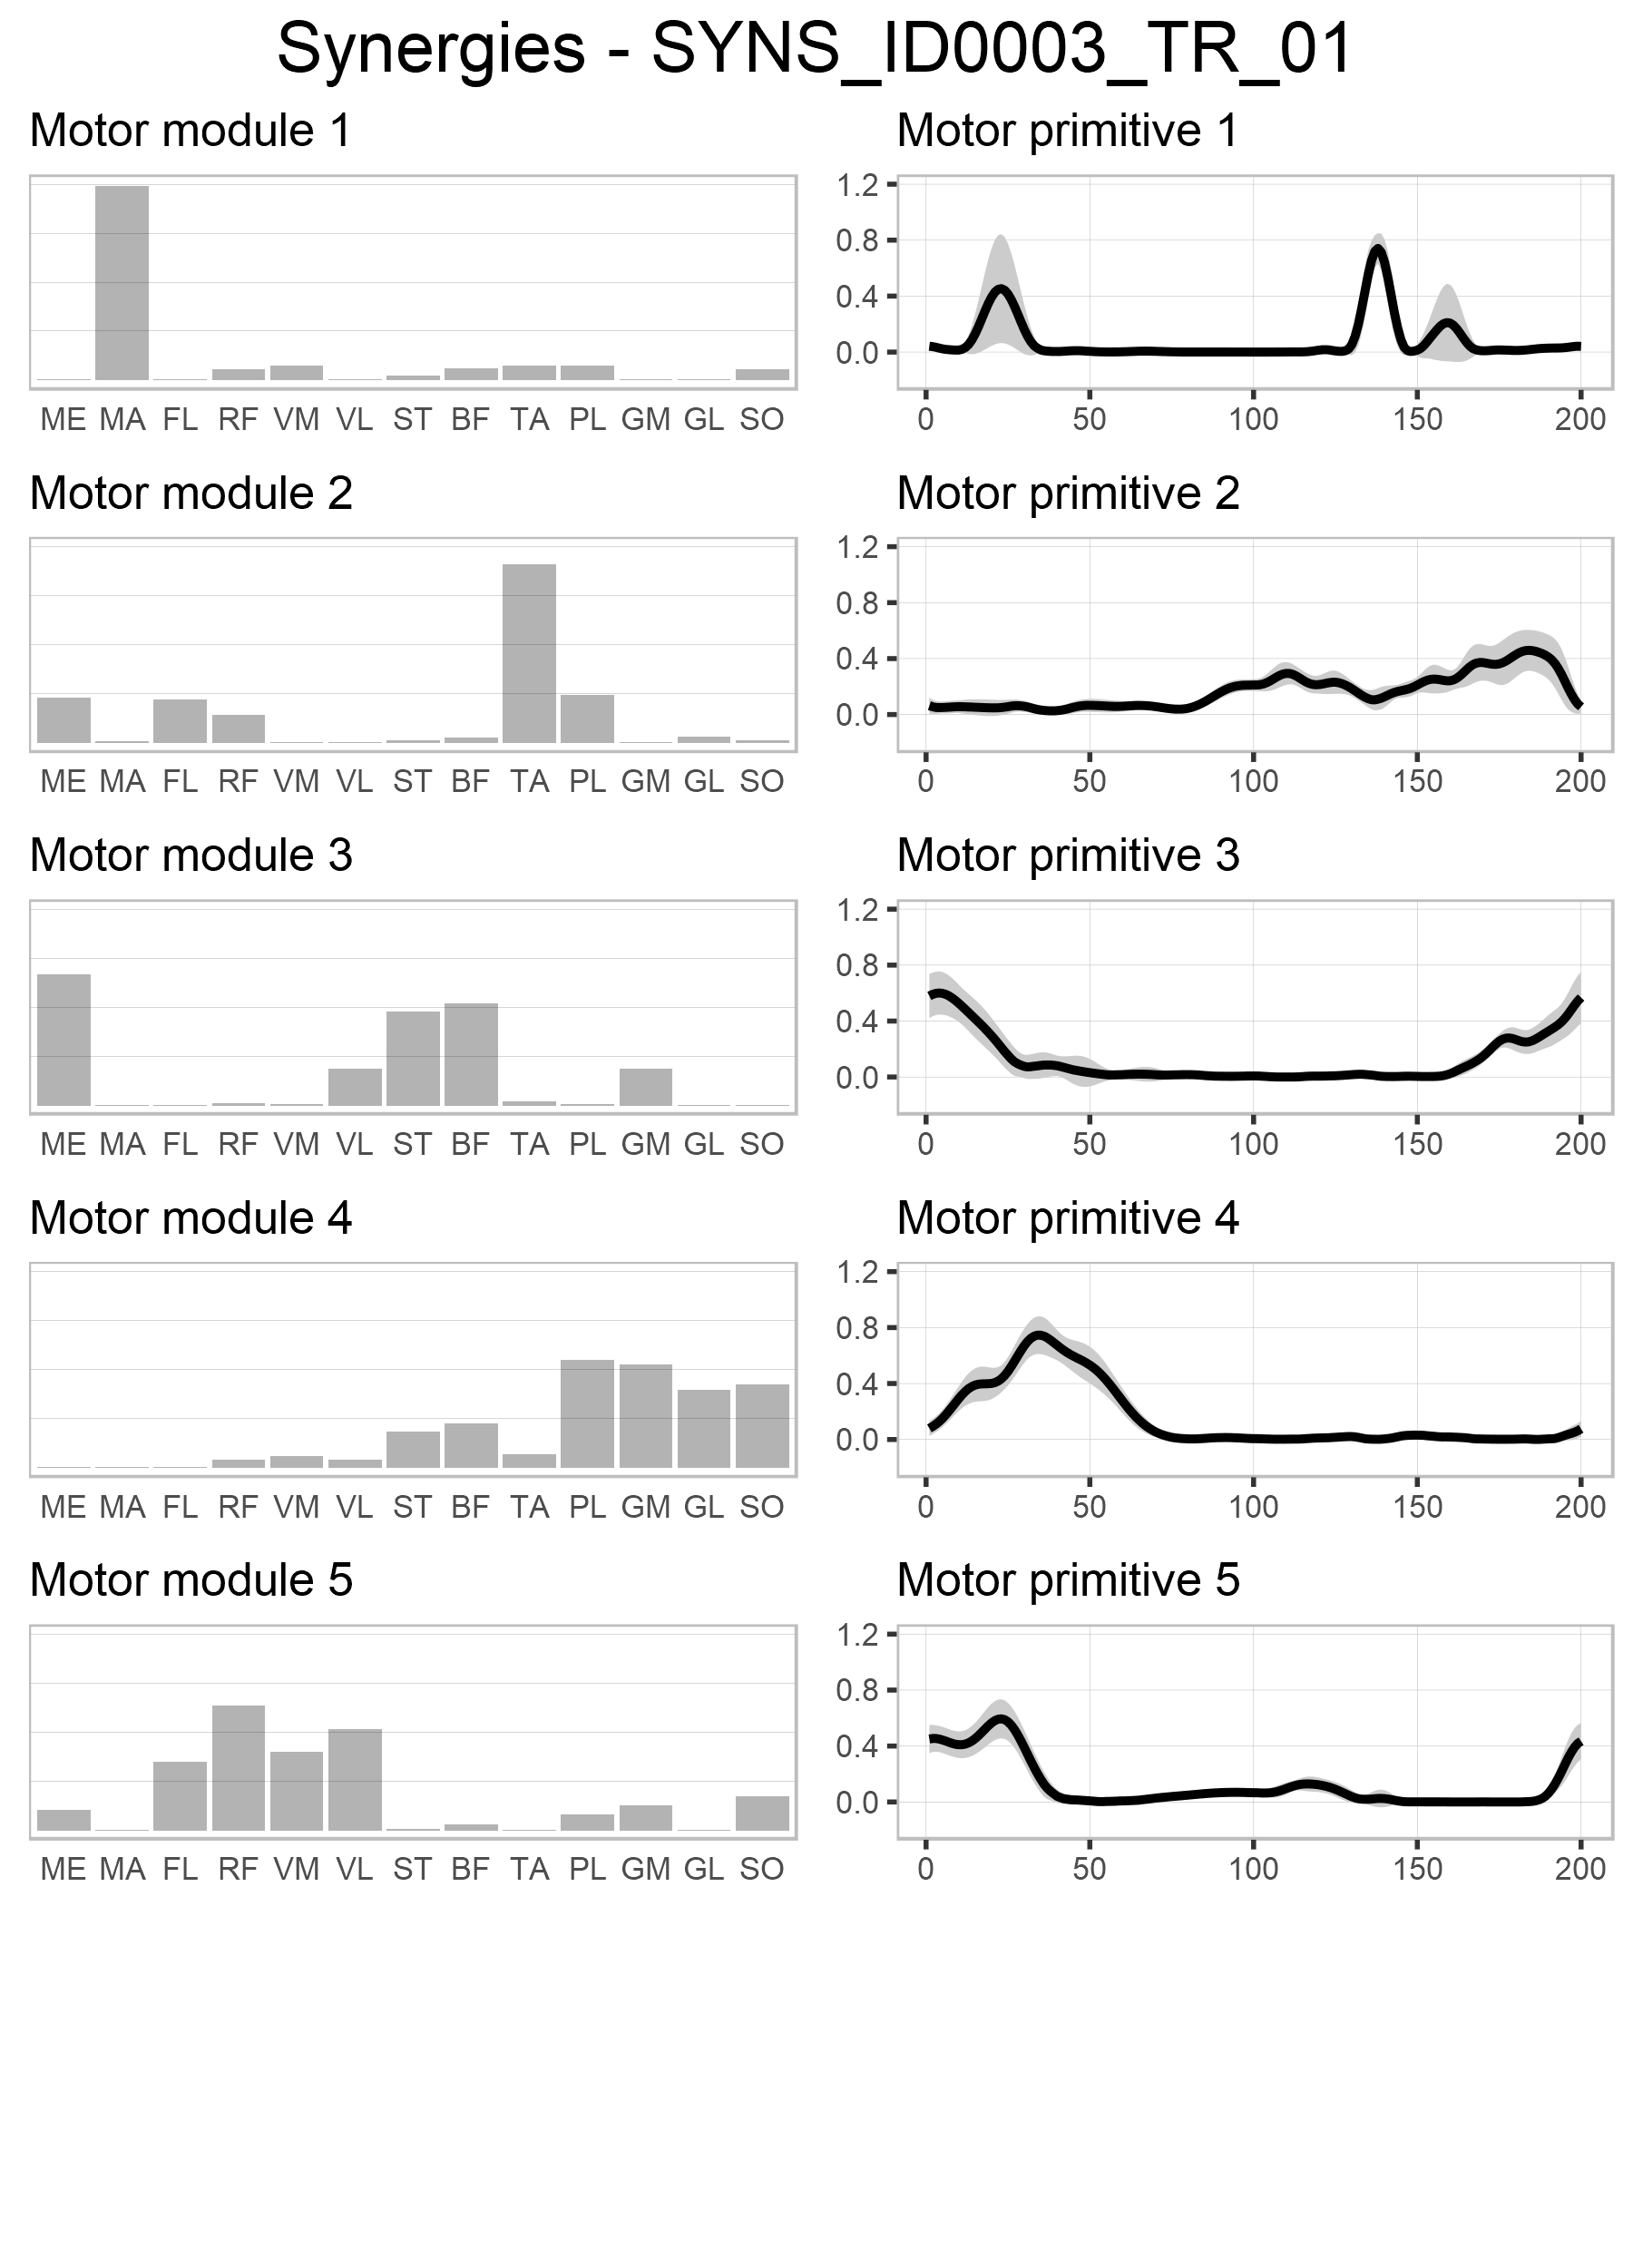 Synergies - SYNS_ID0003_TR_01
Motor module 1
Motor primitive 1
1.2
0.8
0.4
0.0
ME MA FL RF VM VL ST BF TA PL GM GL SO
0 50 100 150 200
Motor module 2
Motor primitive 2
1.2
0.8
0.4
0.0
ME MA FL RF VM VL ST BF TA PL GM GL SO
0 50 100 150 200
Motor module 3
Motor primitive 3
1.2
0.8
0.4
0.0
ME MA FL RF VM VL ST BF TA PL GM GL SO
0 50 100 150 200
Motor module 4
Motor primitive 4
1.2
0.8
0.4
0.0
ME MA FL RF VM VL ST BF TA PL GM GL SO
0 50 100 150 200
Motor module 5
Motor primitive 5
1.2
0.8
0.4
0.0
ME MA FL RF VM VL ST BF TA PL GM GL SO
0 50 100 150 200